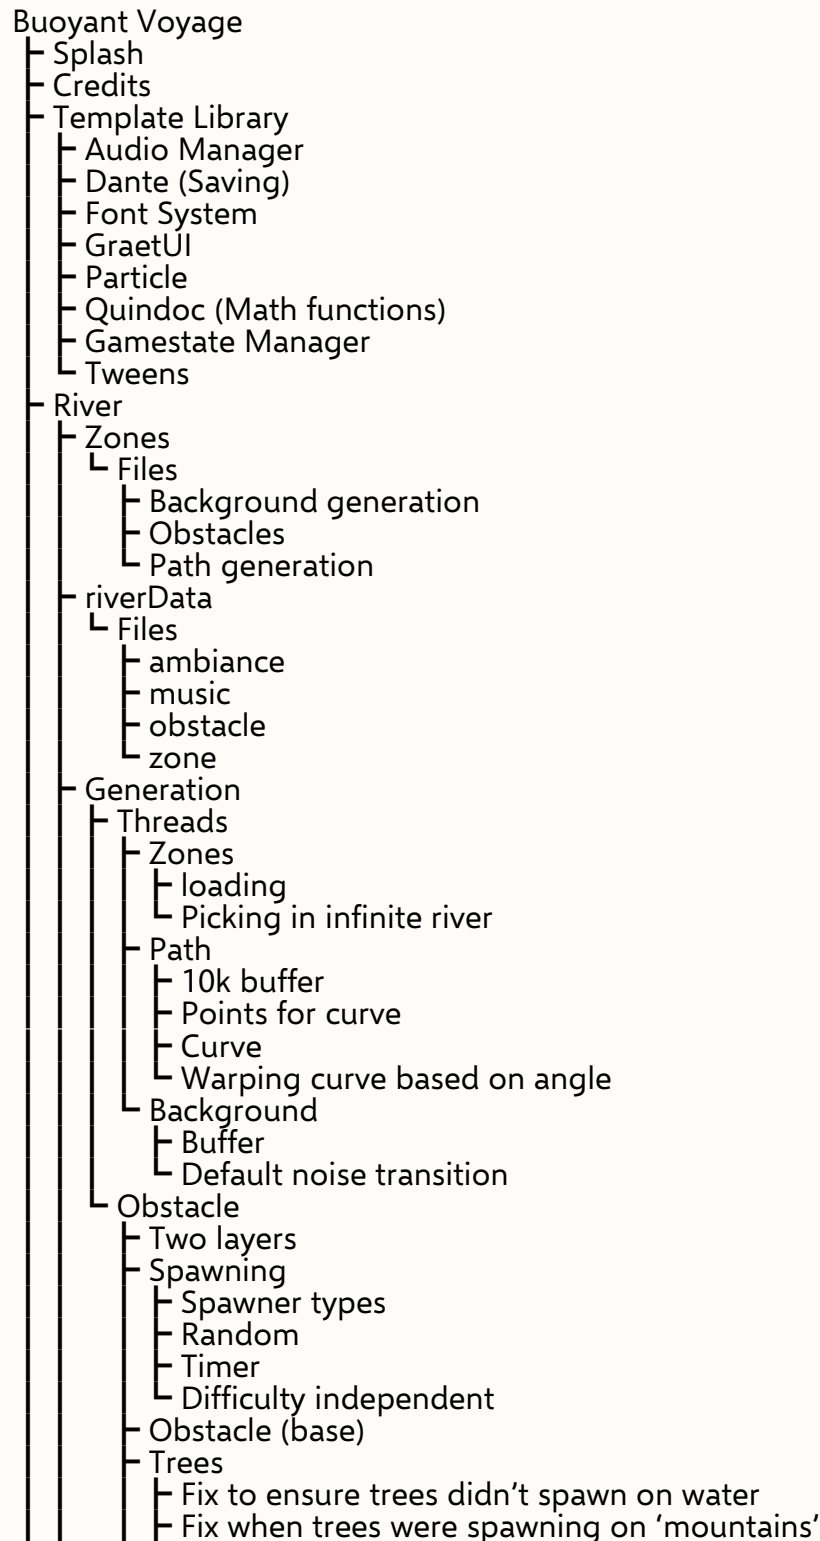 Buoyant Voyage
Splash
Credits
Template Library
Audio Manager
Dante (Saving)
Font System
GraetUI
Particle
Quindoc (Math functions)
Gamestate Manager
Tweens
River
Zones
Files
Background generation
Obstacles
Path generation
riverData
Files
ambiance
music
obstacle
zone
Generation
Threads
Zones
loading
Picking in infinite river
Path
10k buffer
Points for curve
Curve
Warping curve based on angle
Background
Buffer
Default noise transition
Obstacle
Two layers
Spawning
Spawner types
Random
Timer
Difficulty independent
Obstacle (base)
Trees
Fix to ensure trees didn’t spawn on water
Fix when trees were spawning on ‘mountains’